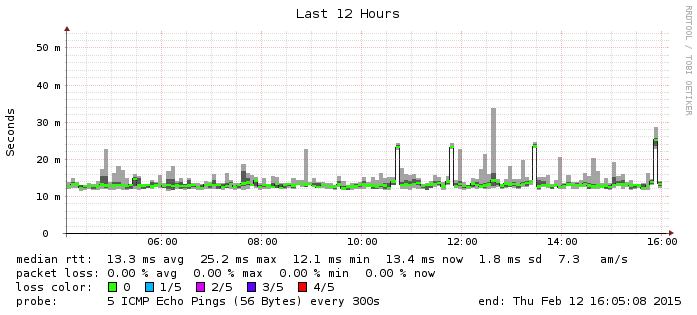 Last 12 Hours
RRDTOOL / TOBI OETIKER
Seconds
50 m
40 m
30 m
20 m
10 m
0
06:00 08:00 10:00 12:00 14:00 16:00
median rtt: 13.3 ms avg 25.2 ms max 12.1 ms min 13.4 ms now 1.8 ms sd 7.3 am/s
packet loss: 0.00 % avg 0.00 % max 0.00 % min 0.00 % now
loss color: 0 1/5 2/5 3/5 4/5
probe: 5 ICMP Echo Pings (56 Bytes) every 300s end: Thu Feb 12 16:05:08 2015